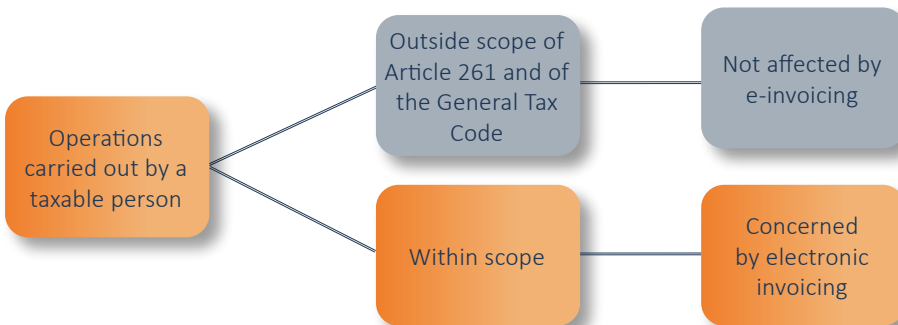 Operations
carried out by a
taxable person
Outside scope of
Article 261 and of
the General Tax
Code
Not affected by
e-invoicing
Within scope
Concerned
by electronic
invoicing